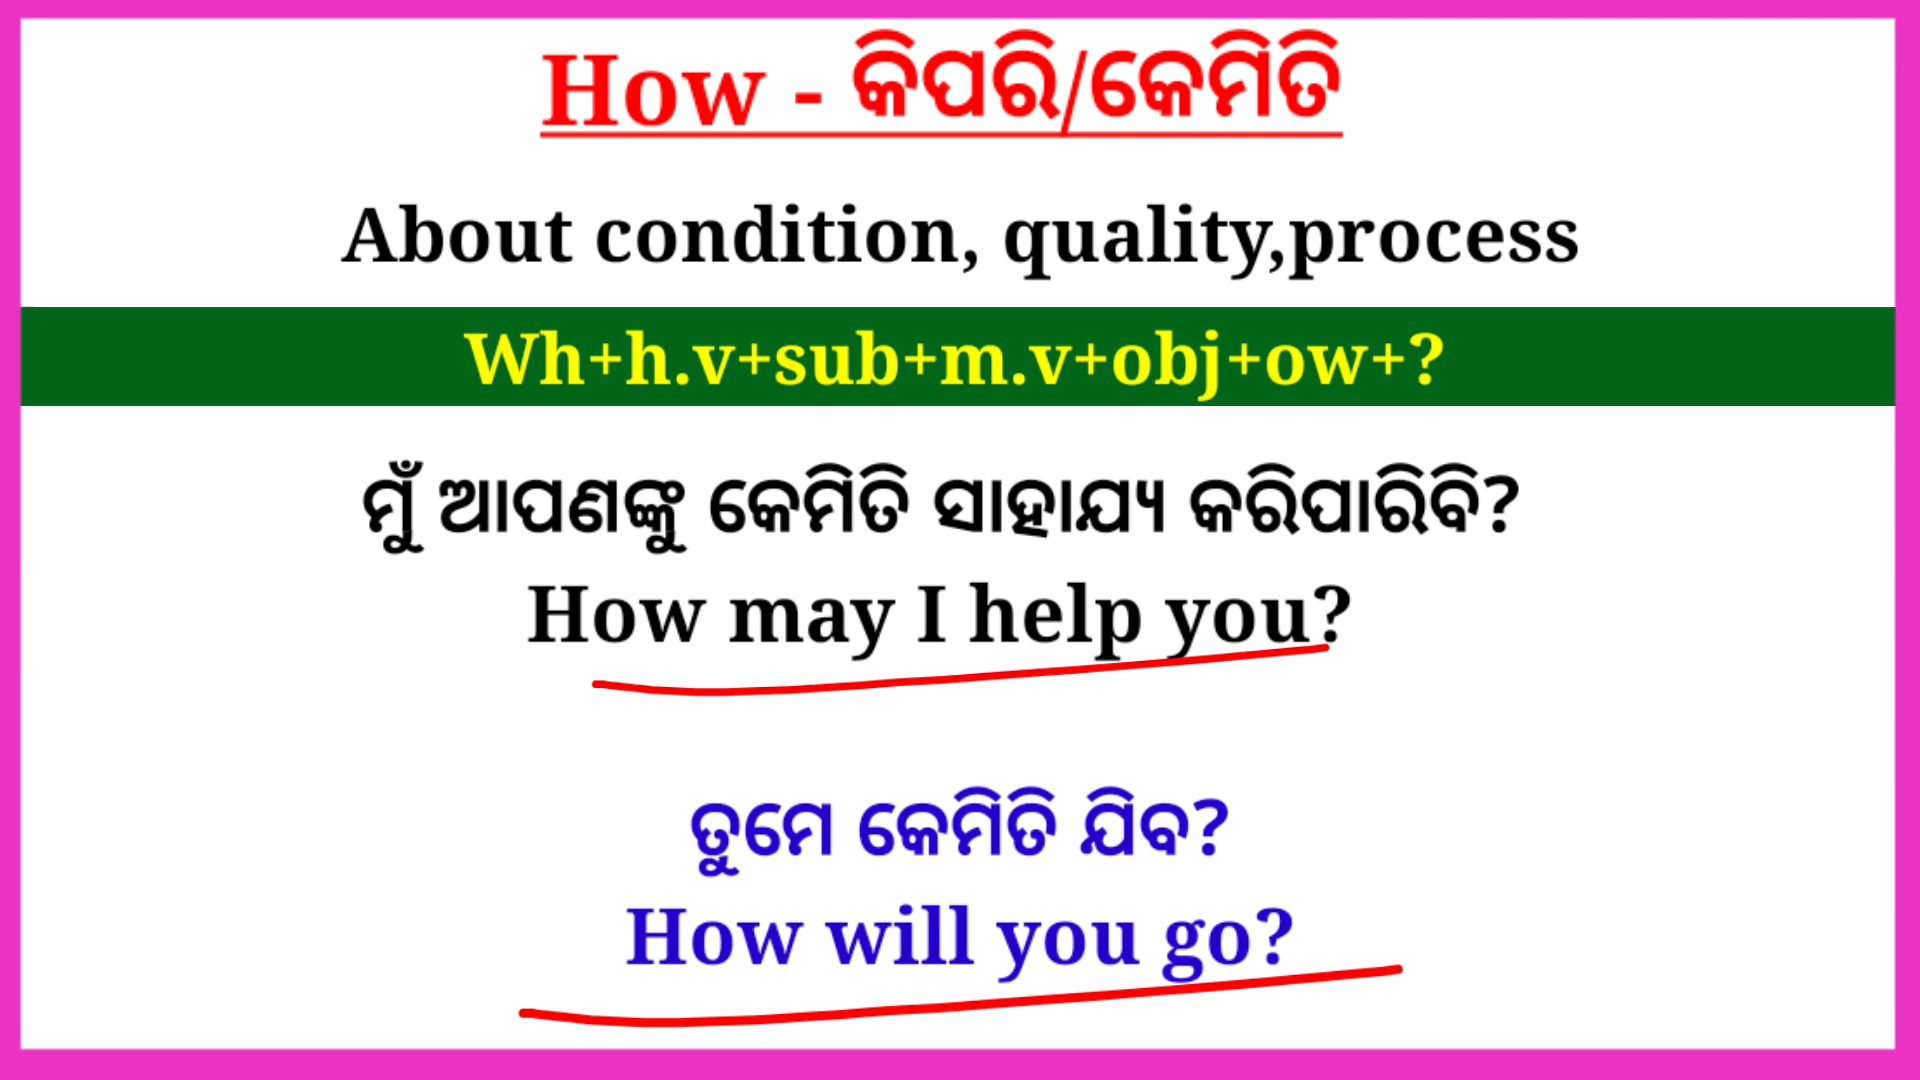 How - କିପରି/କେମିତି
About condition, quality,process
Wh+h.v+sub+m.v+obj+ow+?
ମୁଁ ଆପଣଙ୍କୁ କେମିତି ସାହାଯ୍ୟ କରିପାରିବି?
How may I help you?
ତୁମେ କେମିତି ଯିବ?
How will you go?